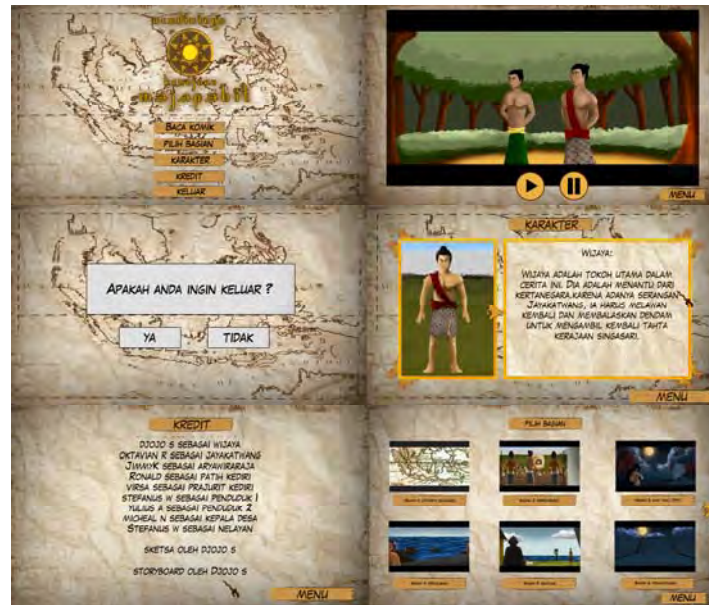 majapahit
BACA KOMIK
PILIH BAGIAN
KARAKTER
KREDIT
KELUAR
MENU
APAKAH ANDA INGIN KELUAR ?
YA
TIDAK
KARAKTER
WIJAYA:
WIJAYA ADALAH TOKOH UTAMA DALAM
CERITA INI. DIA ADALAH MENANTU DARI
KERTANEGARA.KARENA ADANYA SERANGAN
JAYAKATWANG, IA HARUS MELAWAN
KEMBALI DAN MEMBALASKAN DENDAM
UNTUK MENGAMBIL KEMBALI TAHTA
KERAJAAN SINGASARI.
MENU
KREDIT
DJOJO S SEBAGAI WIJAYA
OKTAVIAN R SEBAGAI JAYAKATWANG
JIMMYK SEBAGAI ARYAWIRARAJA
RONALD SEBAGAI PATIH KEDIRI
VIRSA SEBAGAI PRAJURIT KEDIRI
STEFANUS W SEBAGAI PENDUDUK 1
YULIUS A SEBAGAI PENDUDUK 2
MICHEAL N SEBAGAI KEPALA DESA
STEFANUS W SEBAGAI NELAYAN
SKETSA OLEH DJOJO S
STORYBOARD OLEH DJOJO S
MENU
PILIH BAGIAN
MENU